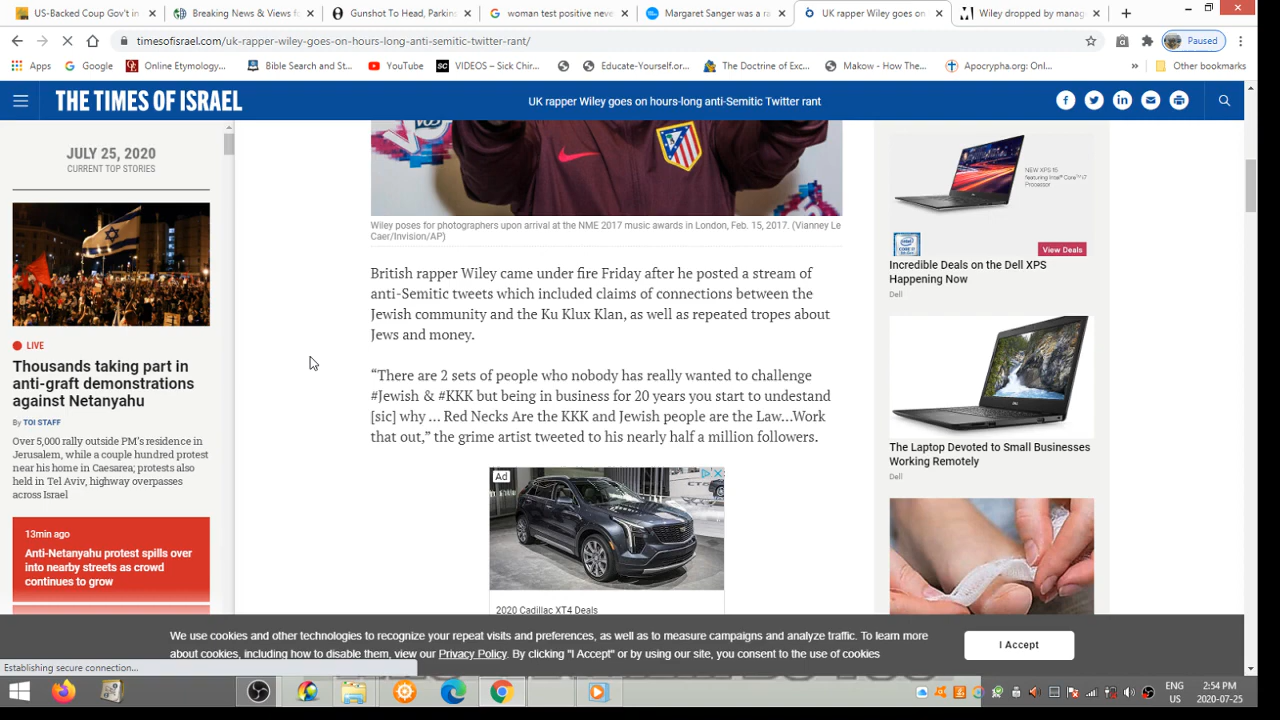 US-Backed Coup Gov't in
Breaking News & Views f
Gunshot To Head, Parkin
woman test positive neve
Margaret Sanger was a ra
UK rapper Wiley goes on
Wiley dropped by manag
timesofisrael.com/uk-rapper-wiley-goes-on-hours-long-anti-semitic-twitter-rant/
Paused
Apps
Google
Online Etymology...
Bible Search and St...
YouTube
VIDEOS – Sick Chir...
Educate-Yourself.or...
The Doctrine of Exc...
Makow - How The...
Apocrypha.org: Onl...
»
Other bookmarks
THE TIMES OF ISRAEL
UK rapper Wiley goes on hours-long anti-Semitic Twitter rant
JULY 25, 2020
CURRENT TOP STORIES
LIVE
Thousands taking part in
anti-graft demonstrations
against Netanyahu
By TOI STAFF
Over 5,000 rally outside PM's residence in
Jerusalem, while a couple hundred protest
near his home in Caesarea; protests also
held in Tel Aviv, highway overpasses
across Israel
13min ago
Anti-Netanyahu protest spills over
into nearby streets as crowd
continues to grow
Wiley poses for photographers upon arrival at the NME 2017 music awards in London, Feb. 15, 2017. (Vianney Le
Caer/Invision/AP)
British rapper Wiley came under fire Friday after he posted a stream of
anti-Semitic tweets which included claims of connections between the
Jewish community and the Ku Klux Klan, as well as repeated tropes about
Jews and money.
“There are 2 sets of people who nobody has really wanted to challenge
#Jewish & #KKK but being in business for 20 years you start to undestand
[sic] why … Red Necks Are the KKK and Jewish people are the Law…Work
that out,” the grime artist tweeted to his nearly half a million followers.
Ad
2020 Cadillac XT4 Deals
NEW XPS 15
featuring Intel® Core™i7
Processor
View Deals
Incredible Deals on the Dell XPS
Happening Now
Dell
The Laptop Devoted to Small Businesses
Working Remotely
Dell
We use cookies and other technologies to recognize your repeat visits and preferences, as well as to measure campaigns and analyze traffic. To learn more
about cookies, including how to disable them, view our Privacy Policy. By clicking "I Accept" or by using our site, you consent to the use of cookies
I Accept
Establishing secure connection...
ENG
US
2:54 PM
2020-07-25